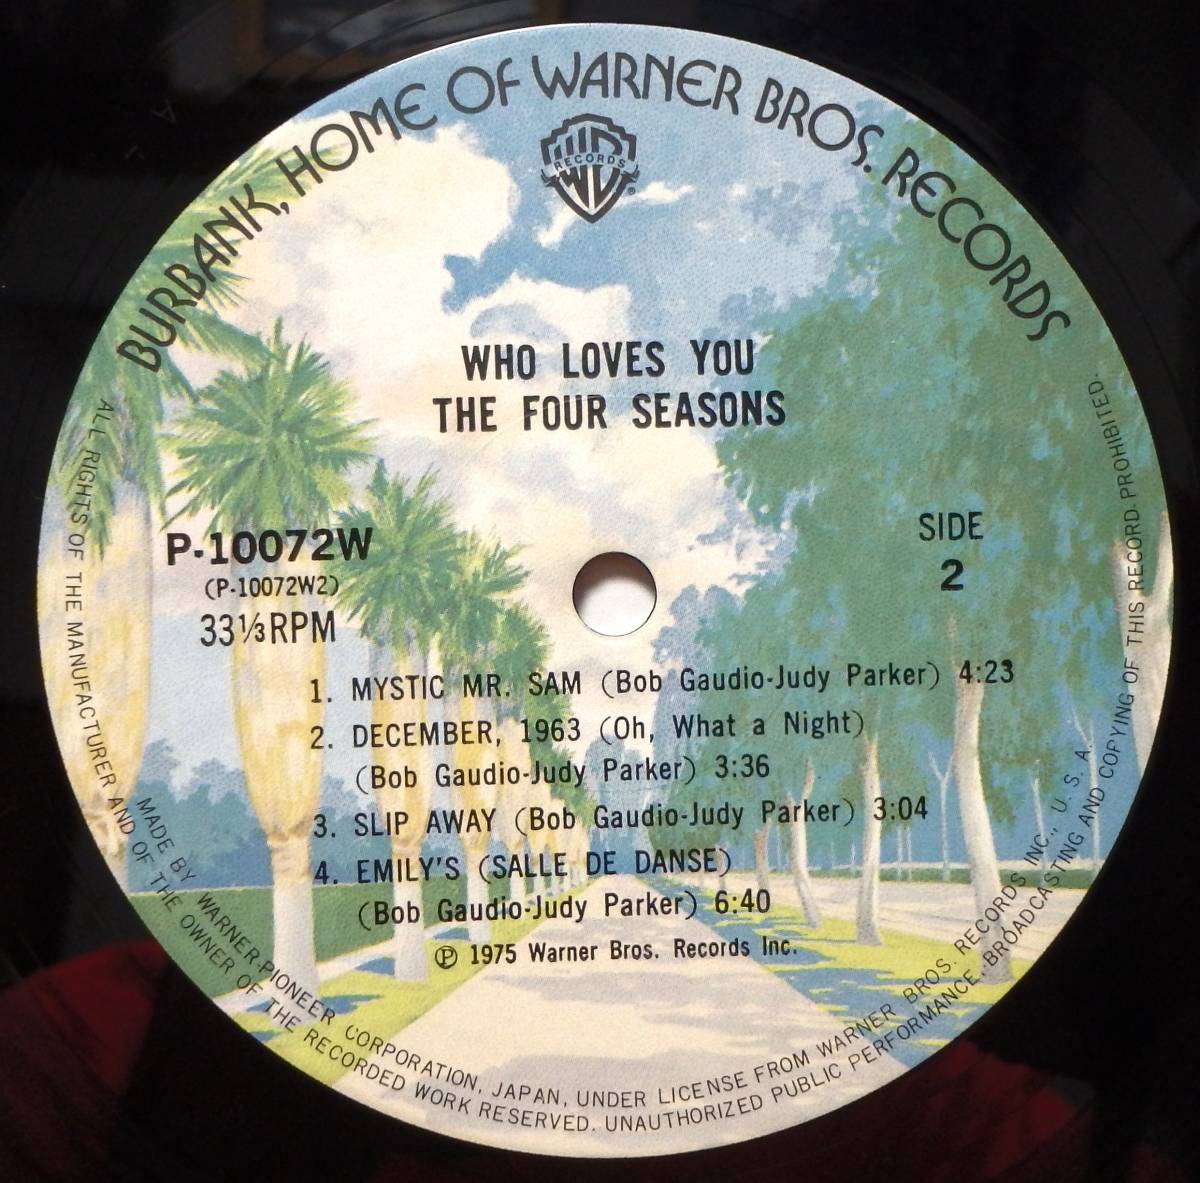 BURBANK, HOME OF WARNER BROS. RECORDS
RECORDS
®
WHO LOVES YOU
THE FOUR SEASONS
P-10072W
(P-10072W2)
33⅓RPM
SIDE
2
1. MYSTIC MR. SAM (Bob Gaudio-Judy Parker) 4:23
2. DECEMBER, 1963 (Oh, What a Night)
(Bob Gaudio-Judy Parker) 3:36
3. SLIP AWAY (Bob Gaudio-Judy Parker) 3:04
4. EMILY'S (SALLE DE DANSE)
(Bob Gaudio-Judy Parker) 6:40
℗ 1975 Warner Bros. Records Inc.
MADE BY WARNER-PIONEER CORPORATION, JAPAN, UNDER LICENSE FROM WARNER BROS. RECORDS INC., U. S. A.
ALL RIGHTS OF THE MANUFACTURER AND OF THE OWNER OF THE RECORDED WORK RESERVED. UNAUTHORIZED PUBLIC PERFORMANCE, BROADCASTING AND COPYING OF THIS RECORD PROHIBITED.